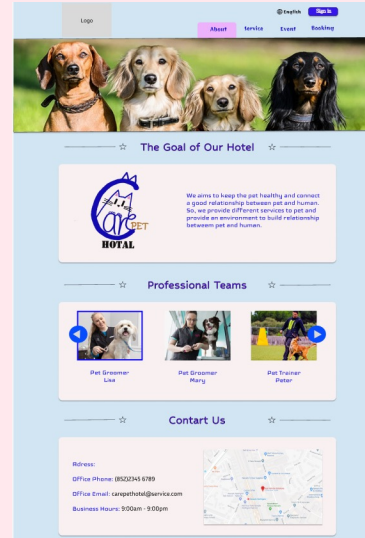 Logo
English
Sign in
About
Service
Event
Booking
☆ The Goal of Our Hotel ☆
Care PET
HOTAL
We aims to keep the pet healthy and connect
a good relationship between pet and human.
So, we provide different services to pet and
provide an environment to build relationship
betweem pet and human.
☆ Professional Teams ☆
Pet Groomer
Lisa
Pet Groomer
Mary
Pet Trainer
Peter
☆ Contart Us ☆
Adress:
Office Phone: (852)2345 6789
Office Email: carepethotel@service.com
Business Hours: 9:00am - 9:00pm